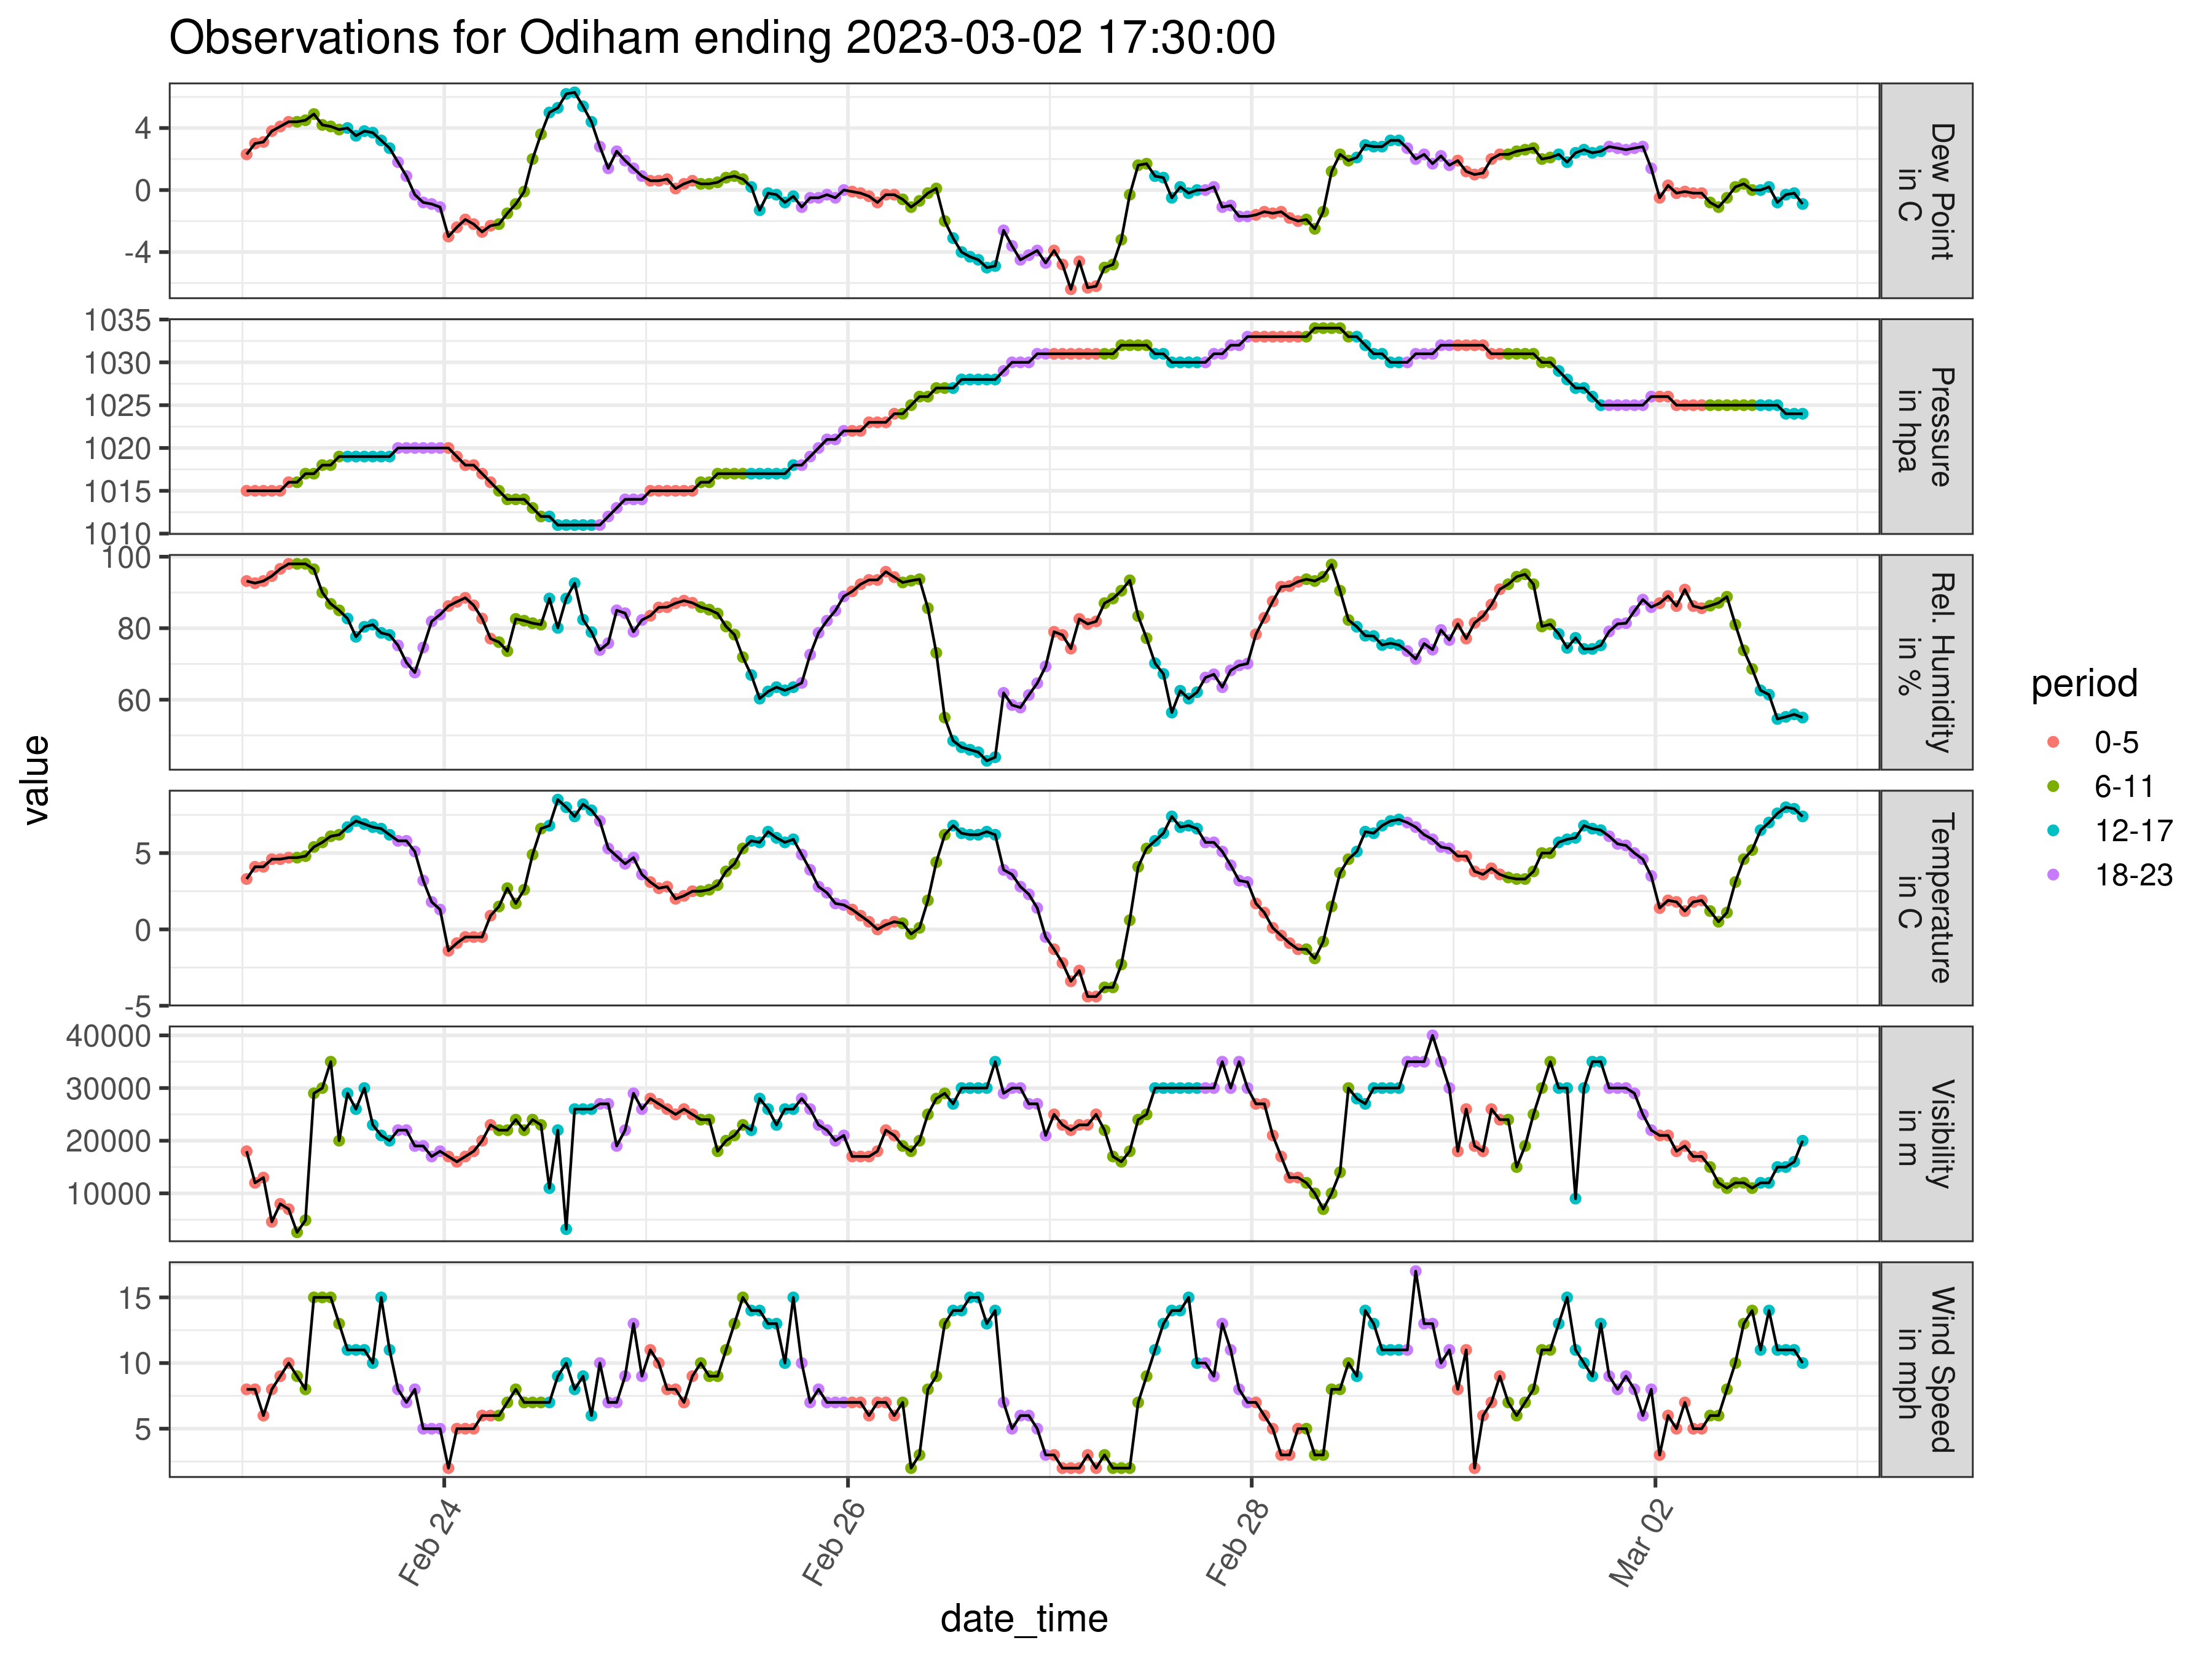 Observations for Odiham ending 2023-03-02 17:30:00
value
4
0
-4
Dew Point
in C
1035
1030
1025
1020
1015
1010
Pressure
in hpa
100
80
60
Rel. Humidity
in %
5
0
-5
Temperature
in C
40000
30000
20000
10000
Visibility
in m
15
10
5
Wind Speed
in mph
Feb 24
Feb 26
Feb 28
Mar 02
date_time
period
0-5
6-11
12-17
18-23